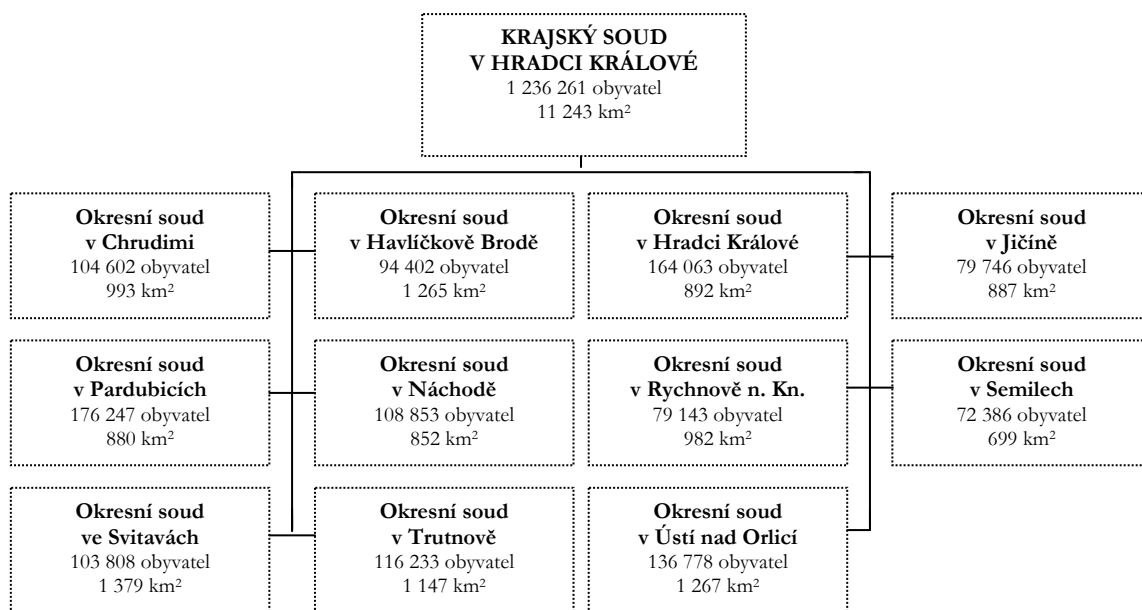 KRAJSKÝ SOUD
V HRADCI KRÁLOVÉ
1 236 261 obyvatel
11 243 km²
Okresní soud
v Chrudimi
104 602 obyvatel
993 km²
Okresní soud
v Havlíčkově Brodě
94 402 obyvatel
1 265 km²
Okresní soud
v Hradci Králové
164 063 obyvatel
892 km²
Okresní soud
v Jičíně
79 746 obyvatel
887 km²
Okresní soud
v Pardubicích
176 247 obyvatel
880 km²
Okresní soud
v Náchodě
108 853 obyvatel
852 km²
Okresní soud
v Rychnově n. Kn.
79 143 obyvatel
982 km²
Okresní soud
v Semilech
72 386 obyvatel
699 km²
Okresní soud
ve Svitavách
103 808 obyvatel
1 379 km²
Okresní soud
v Trutnově
116 233 obyvatel
1 147 km²
Okresní soud
v Ústí nad Orlicí
136 778 obyvatel
1 267 km²